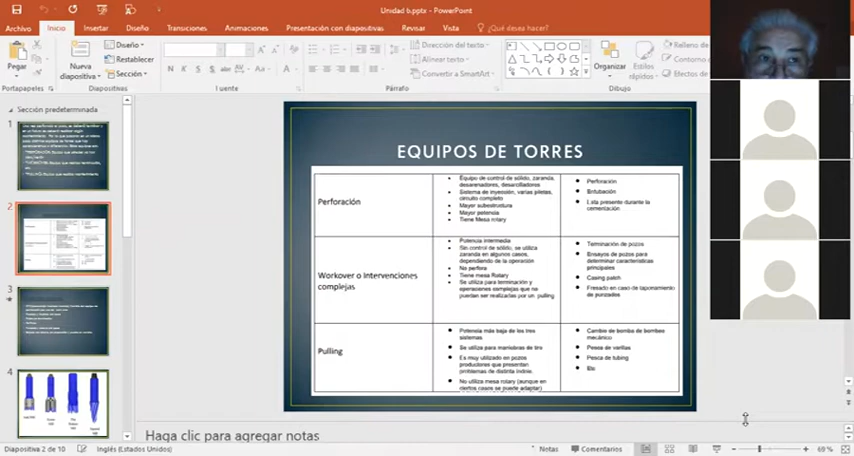 Unidad b.pptx - PowerPoint
Archivo
Inicio
Insertar
Diseño
Transiciones
Animaciones
Presentación con diapositivas
Revisar
Vista
¿Qué desea hacer?
Pegar
Portapapeles
Nueva
diapositiva
Diseño
Restablecer
Sección
Diapositivas
N K S
Fuente
Párrafo
Dirección del texto
Alinear texto
Convertir a SmartArt
Organizar
Estilos
rápidos
Relleno de
Contorno
Efectos de
Sección predeterminada
1
2
3
4
EQUIPOS DE TORRES
Perforación
Equipo de control de sólido, zaranda,
desarenadores, desarcilladores
Sistema de inyección, varias piletas,
circuito completo
Mayor subestructura
Mayor potencia
Tiene Mesa rotary
Perforación
Entubación
Esta presente durante la
cementación
Workover o Intervenciones
complejas
Potencia intermedia
Sin control de sólido, se utiliza
zaranda en algunos casos,
dependiendo de la operación
No perfora
Tiene mesa Rotary
Se utiliza para terminación y
operaciones complejas que no
puedan ser realizadas por un pulling
Terminación de pozos
Ensayos de pozos para
determinar características
principales
Casing patch
Fresado en caso de taponamiento
de punzados
Pulling
Potencia más baja de los tres
sistemas
Se utiliza para maniobras de tiro
Es muy utilizado en pozos
productores que presentan
problemas de distinta índole.
No utiliza mesa rotary (aunque en
ciertos casos se puede adaptar)
Cambio de bomba de bombeo
mecánico
Pesca de varillas
Pesca de tubing
Etc
Haga clic para agregar notas
Diapositiva 2 de 10
Inglés (Estados Unidos)
Notas
Comentarios
69 %